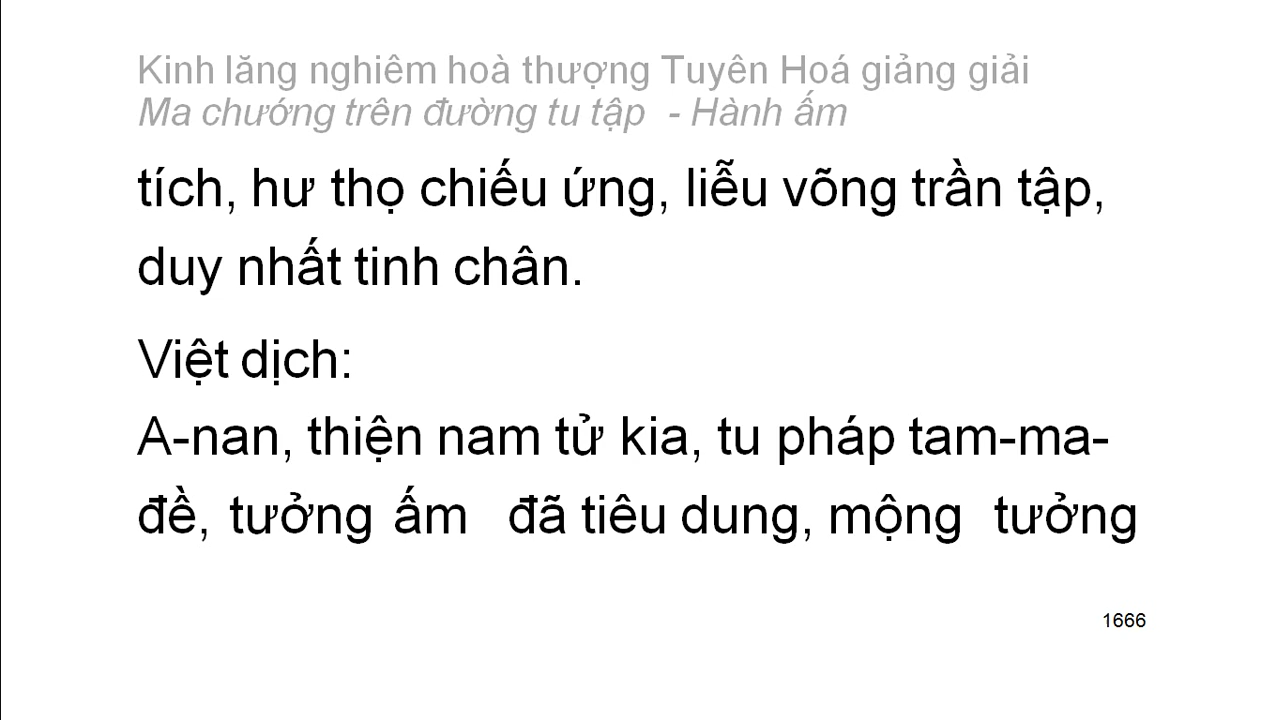 Kinh lăng nghiêm hoà thượng Tuyên Hoá giảng giải
Ma chướng trên đường tu tập - Hành ấm
tích, hư thọ chiếu ứng, liễu võng trần tập,
duy nhất tinh chân.
Việt dịch:
A-nan, thiện nam tử kia, tu pháp tam-ma-
đề, tưởng ấm đã tiêu dung, mộng tưởng
1666